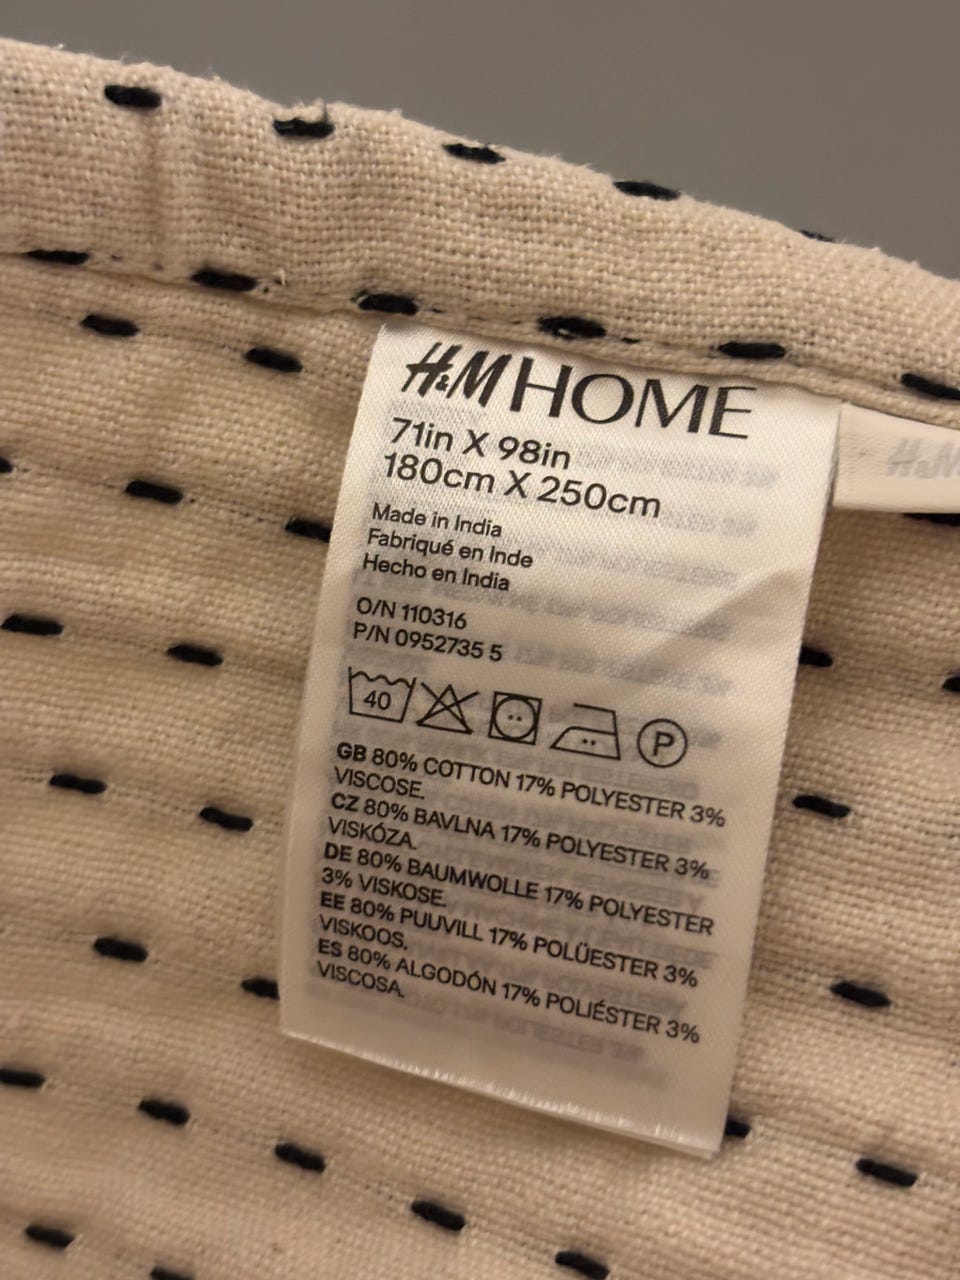 H&M HOME
71in X 98in
180cm X 250cm
Made in India
Fabriqué en Inde
Hecho en India
O/N 110316
P/N 0952735 5
40
P
GB 80% COTTON 17% POLYESTER 3%
VISCOSE.
CZ 80% BAVLNA 17% POLYESTER 3%
VISKÓZA.
DE 80% BAUMWOLLE 17% POLYESTER
3% VISKOSE.
EE 80% PUUVILL 17% POLÜESTER 3%
VISKOOS.
ES 80% ALGODÓN 17% POLIÉSTER 3%
VISCOSA.
H&M